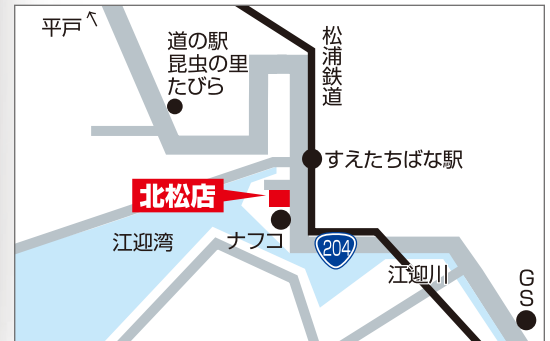 平戸
道の駅
昆虫の里
たびら
松浦鉄道
すえたちばな駅
北松店
江迎湾
ナフコ
204
江迎川
GS